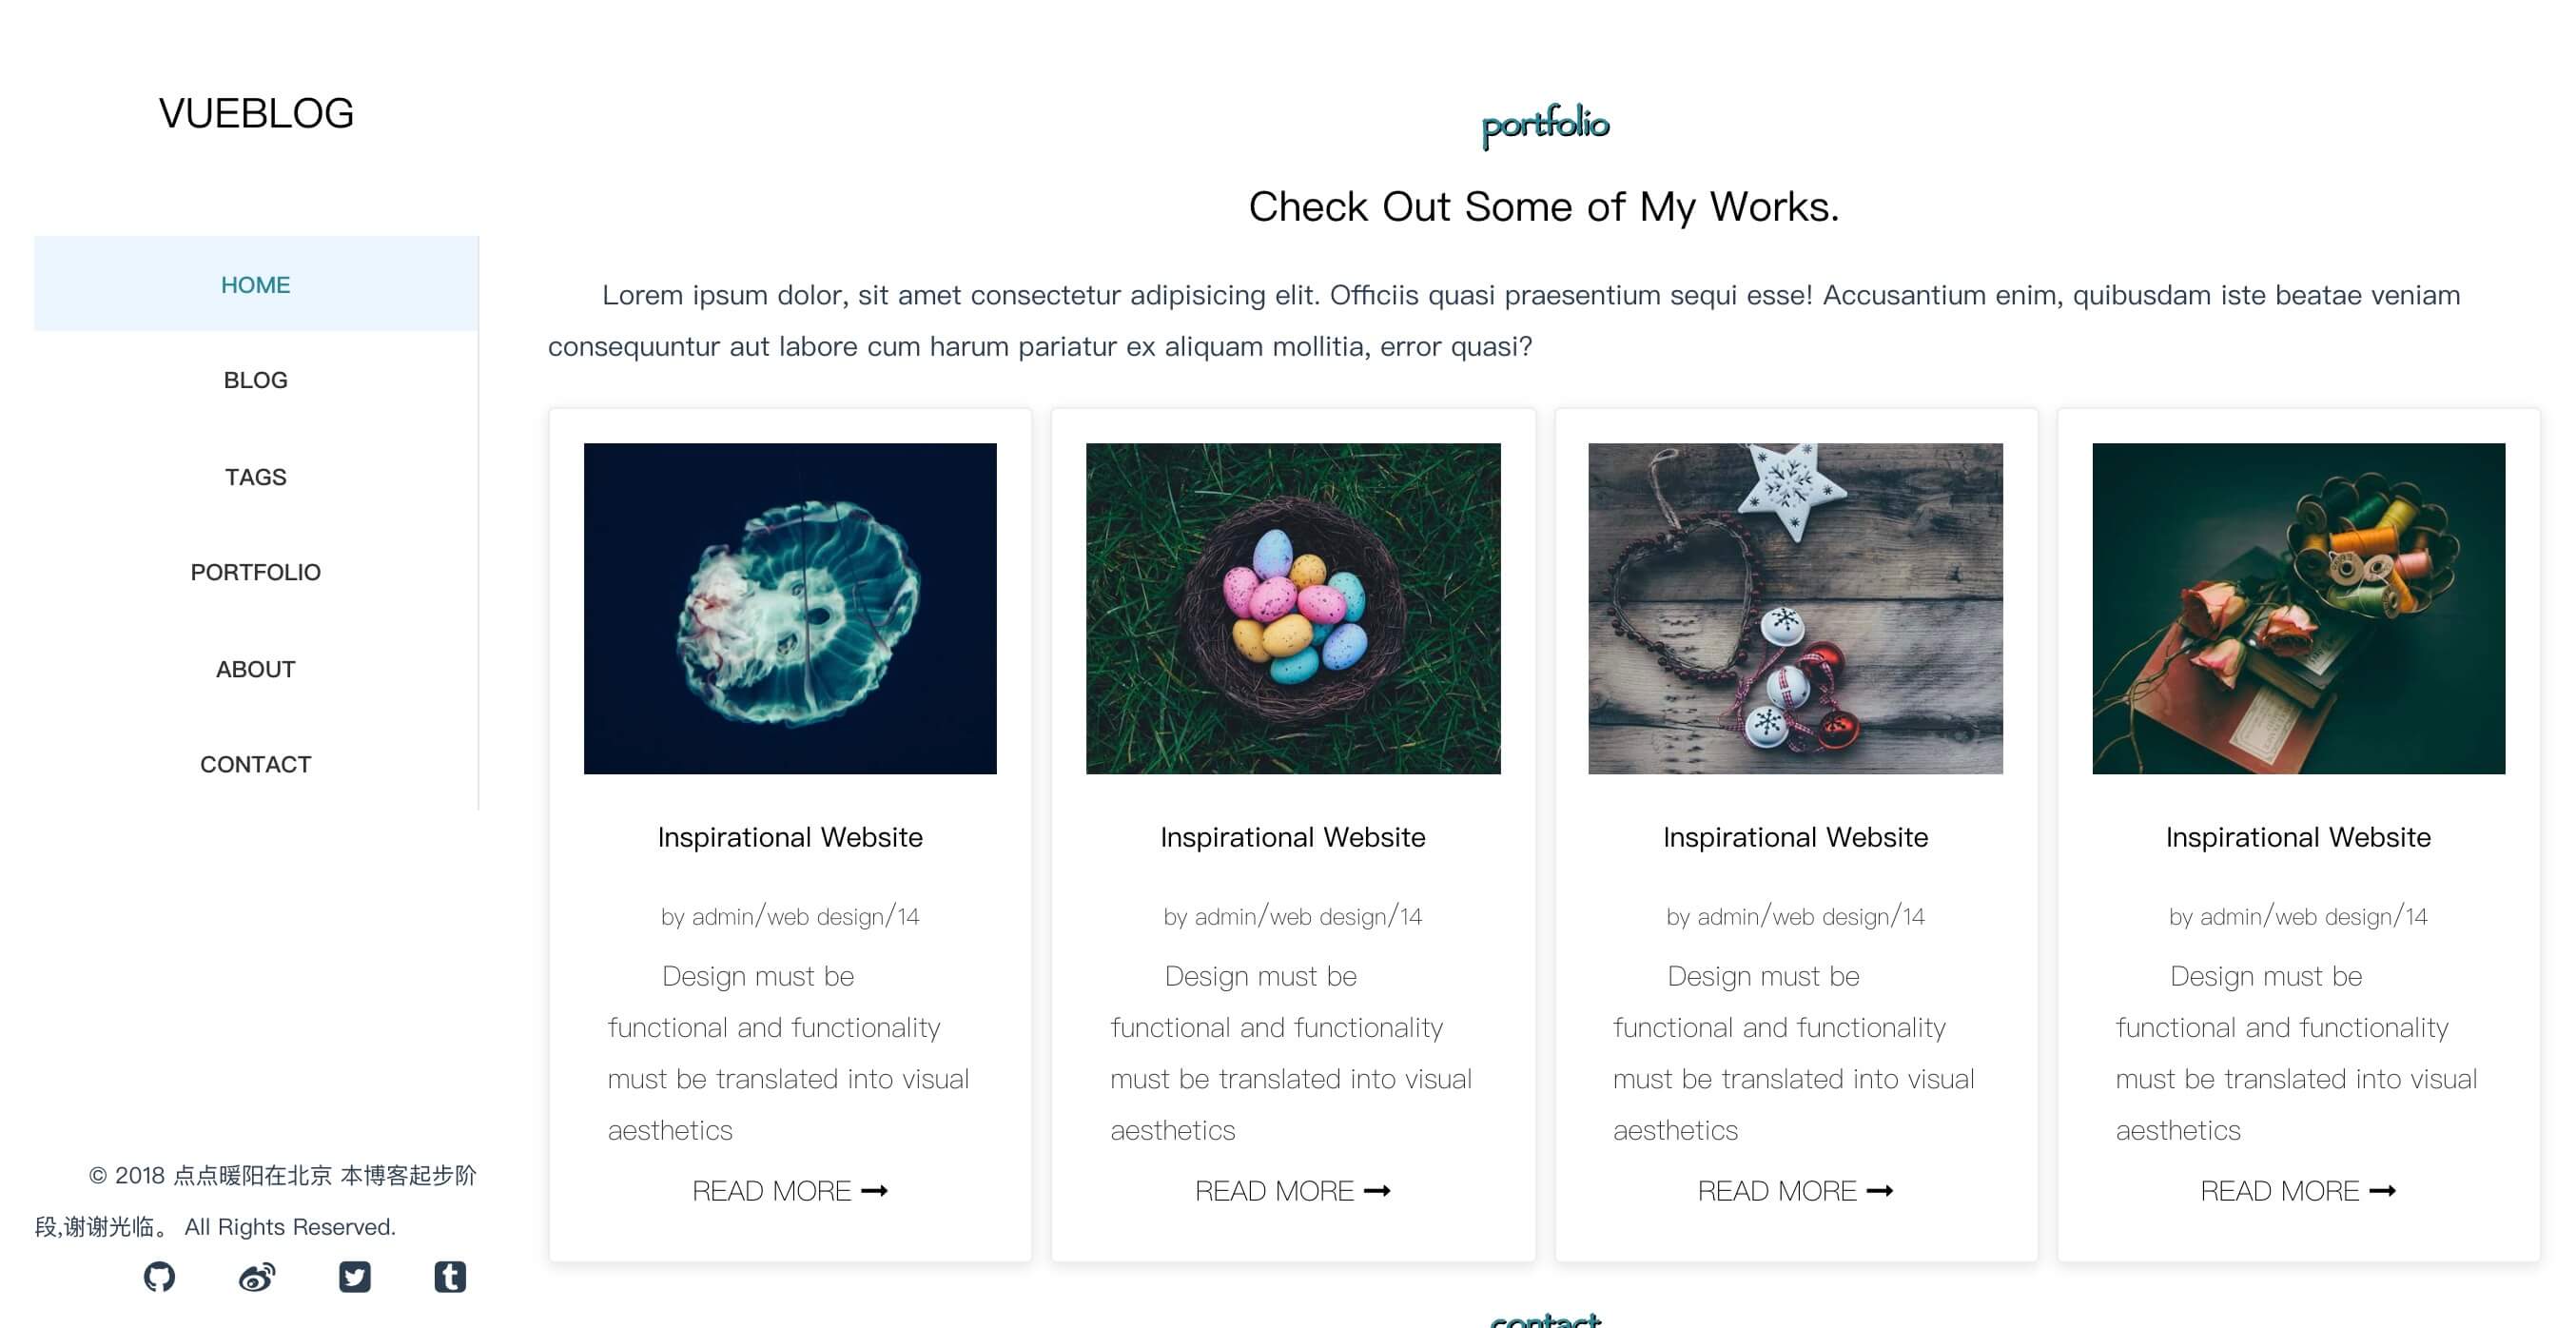 VUEBLOG
HOME
BLOG
TAGS
PORTFOLIO
ABOUT
CONTACT
© 2018 点点暖阳在北京 本博客起步阶
段,谢谢光临。 All Rights Reserved.
portfolio
Check Out Some of My Works.
Lorem ipsum dolor, sit amet consectetur adipisicing elit. Officiis quasi praesentium sequi esse! Accusantium enim, quibusdam iste beatae veniam
consequuntur aut labore cum harum pariatur ex aliquam mollitia, error quasi?
Inspirational Website
by admin/web design/14
Design must be
functional and functionality
must be translated into visual
aesthetics
READ MORE
Inspirational Website
by admin/web design/14
Design must be
functional and functionality
must be translated into visual
aesthetics
READ MORE
Inspirational Website
by admin/web design/14
Design must be
functional and functionality
must be translated into visual
aesthetics
READ MORE
Inspirational Website
by admin/web design/14
Design must be
functional and functionality
must be translated into visual
aesthetics
READ MORE
contact